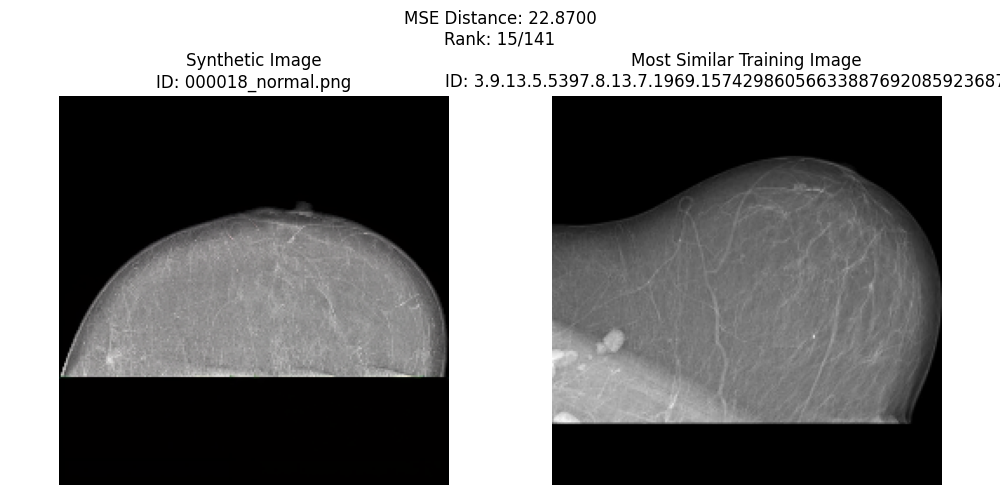 MSE Distance: 22.8700
Rank: 15/141
Synthetic Image
ID: 000018_normal.png
Most Similar Training Image
ID: 3.9.13.5.5397.8.13.7.1969.15742986056633887692085923687